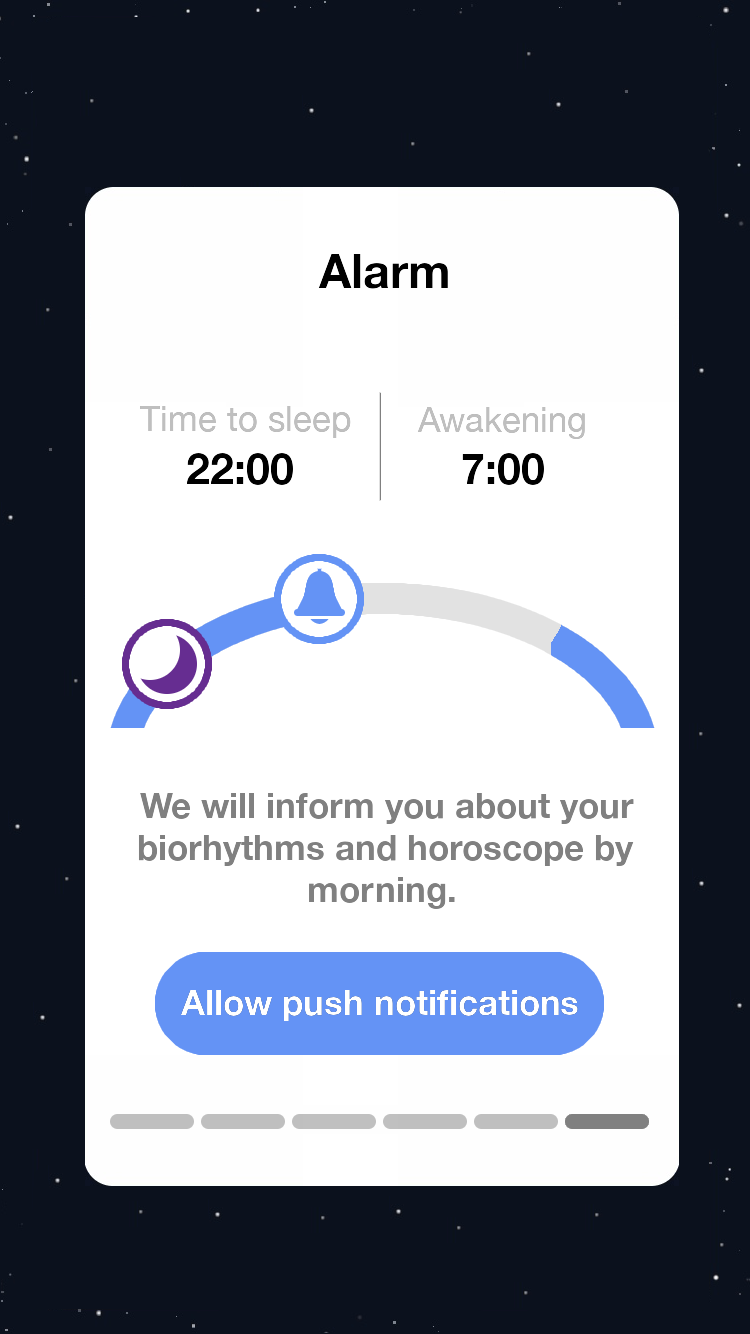 Alarm
Time to sleep
22:00
Awakening
7:00
We will inform you about your
biorhythms and horoscope by
morning.
Allow push notifications